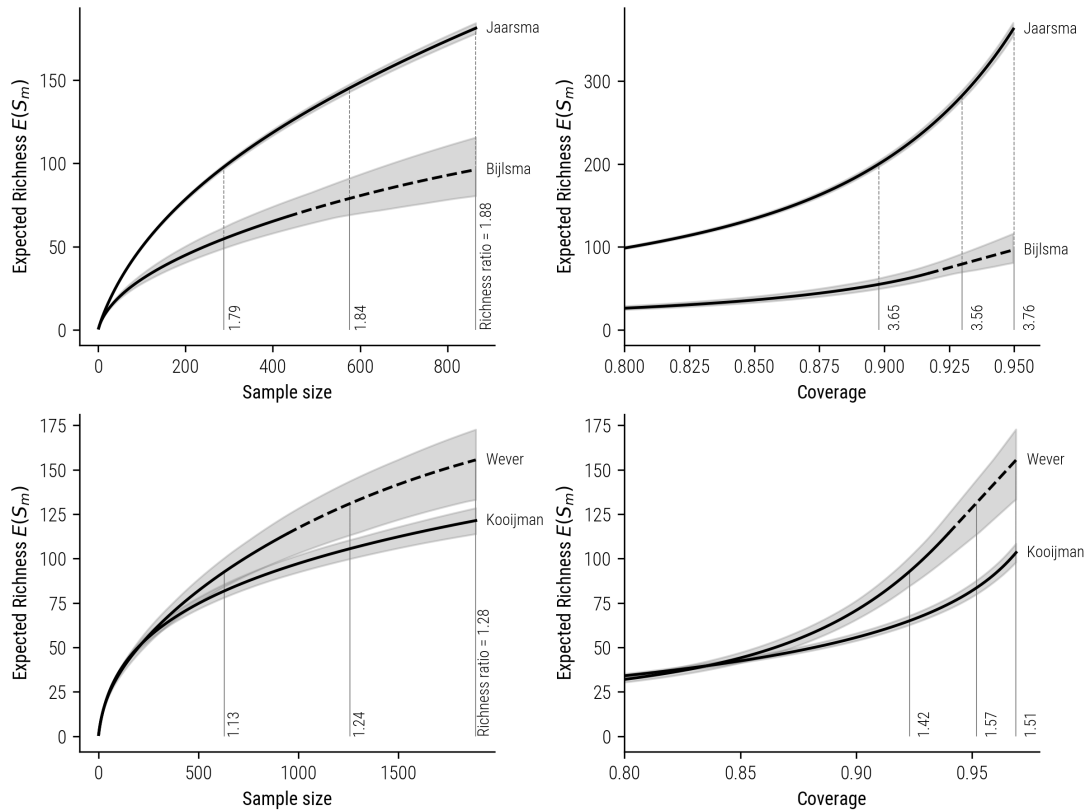 Expected Richness E(Sₘ)
150
100
50
0
Jaarsma
Bijlsma
1.79
1.84
Richness ratio = 1.88
0 200 400 600 800
Sample size
Expected Richness E(Sₘ)
300
200
100
0
Jaarsma
Bijlsma
3.65
3.56
3.76
0.800 0.825 0.850 0.875 0.900 0.925 0.950
Coverage
Expected Richness E(Sₘ)
175
150
125
100
75
50
25
0
Wever
Kooijman
1.13
1.24
Richness ratio = 1.28
0 500 1000 1500
Sample size
Expected Richness E(Sₘ)
175
150
125
100
75
50
25
0
Wever
Kooijman
1.42
1.57
1.51
0.80 0.85 0.90 0.95
Coverage